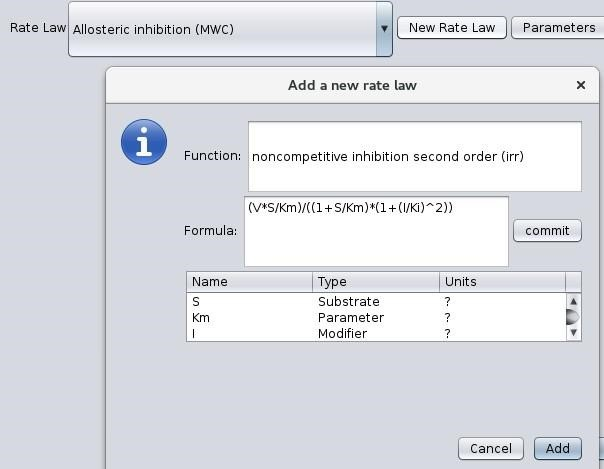 Rate Law Allosteric inhibition (MWC) New Rate Law Parameters
Add a new rate law
Function: noncompetitive inhibition second order (irr)
Formula: (V*S/Km)/((1+S/Km)*(1+(I/Ki)^2)) commit
Name Type Units
S Substrate ?
Km Parameter ?
I Modifier ?
Cancel Add